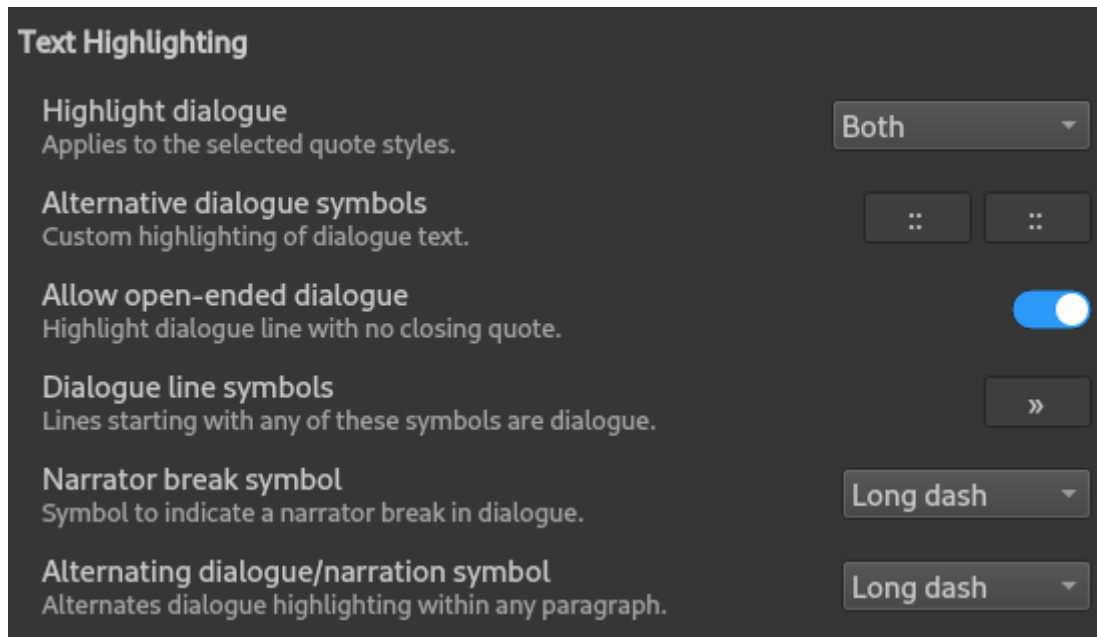 Text Highlighting
Highlight dialogue
Applies to the selected quote styles.
Both
Alternative dialogue symbols
Custom highlighting of dialogue text.
:: ::
Allow open-ended dialogue
Highlight dialogue line with no closing quote.
Dialogue line symbols
Lines starting with any of these symbols are dialogue.
»
Narrator break symbol
Symbol to indicate a narrator break in dialogue.
Long dash
Alternating dialogue/narration symbol
Alternates dialogue highlighting within any paragraph.
Long dash